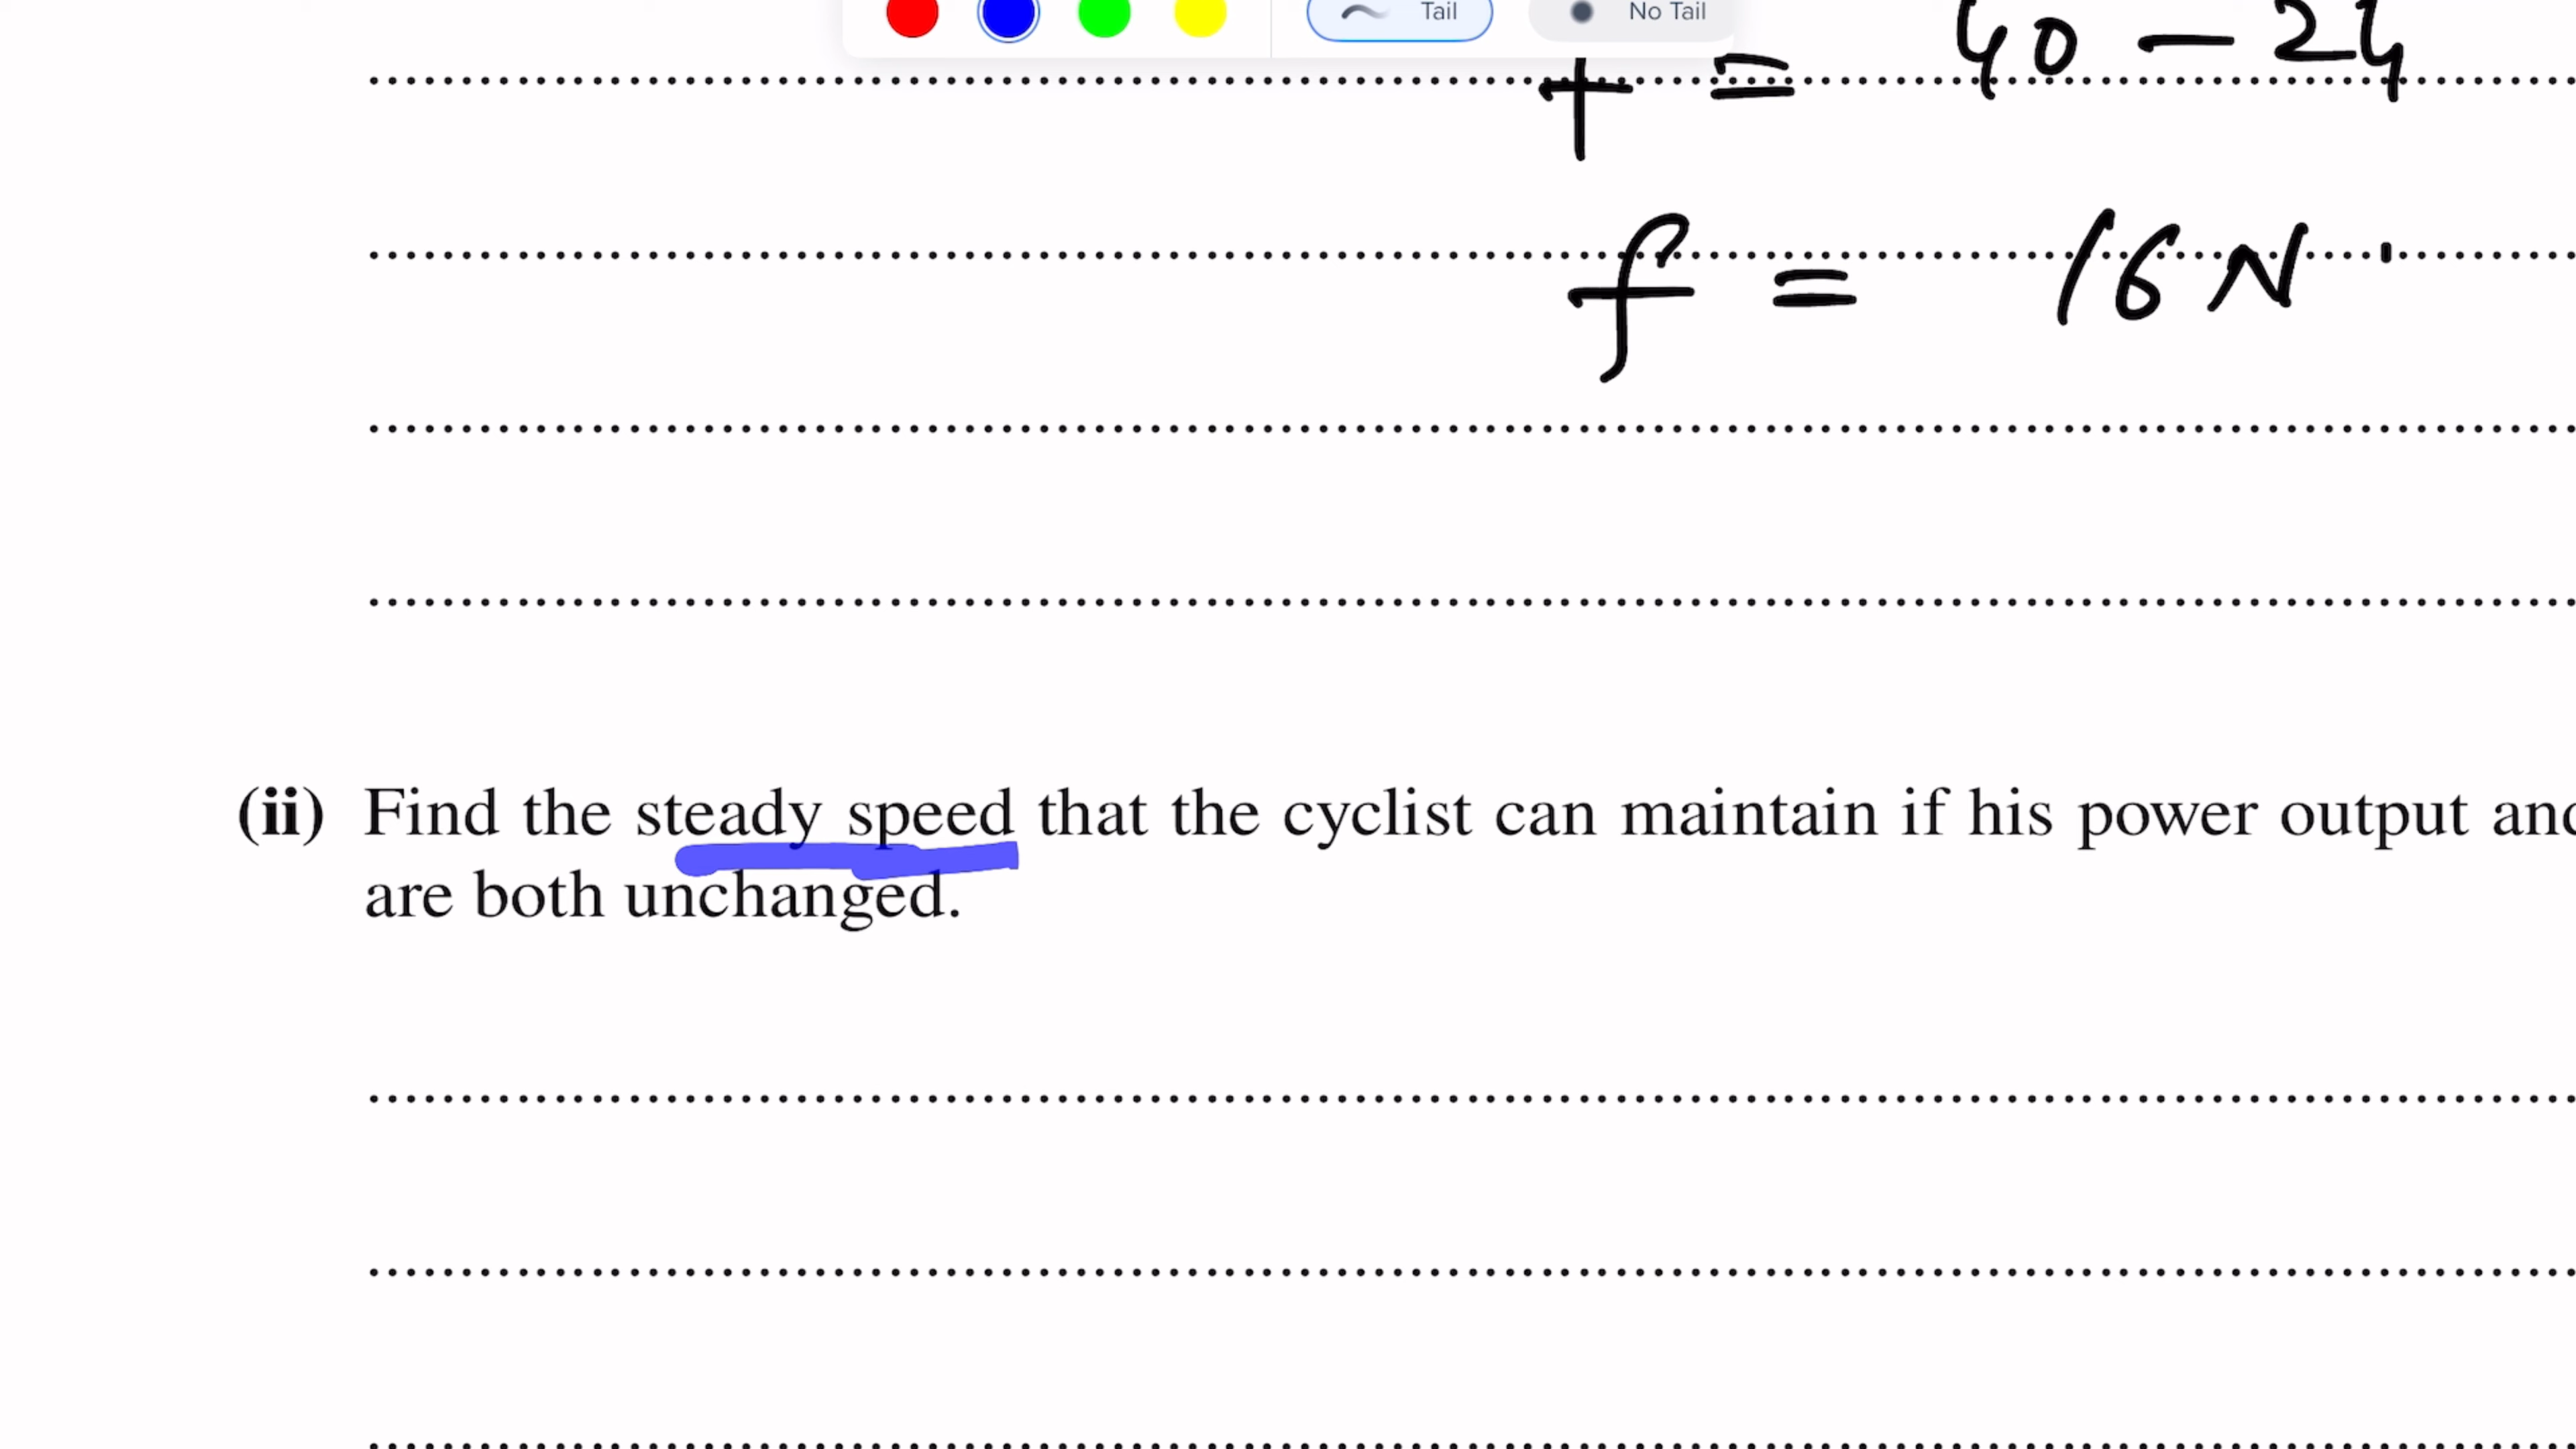 Tail No Tail
f = 40 - 24
f = 16 N.
(ii) Find the steady speed that the cyclist can maintain if his power output and
are both unchanged.